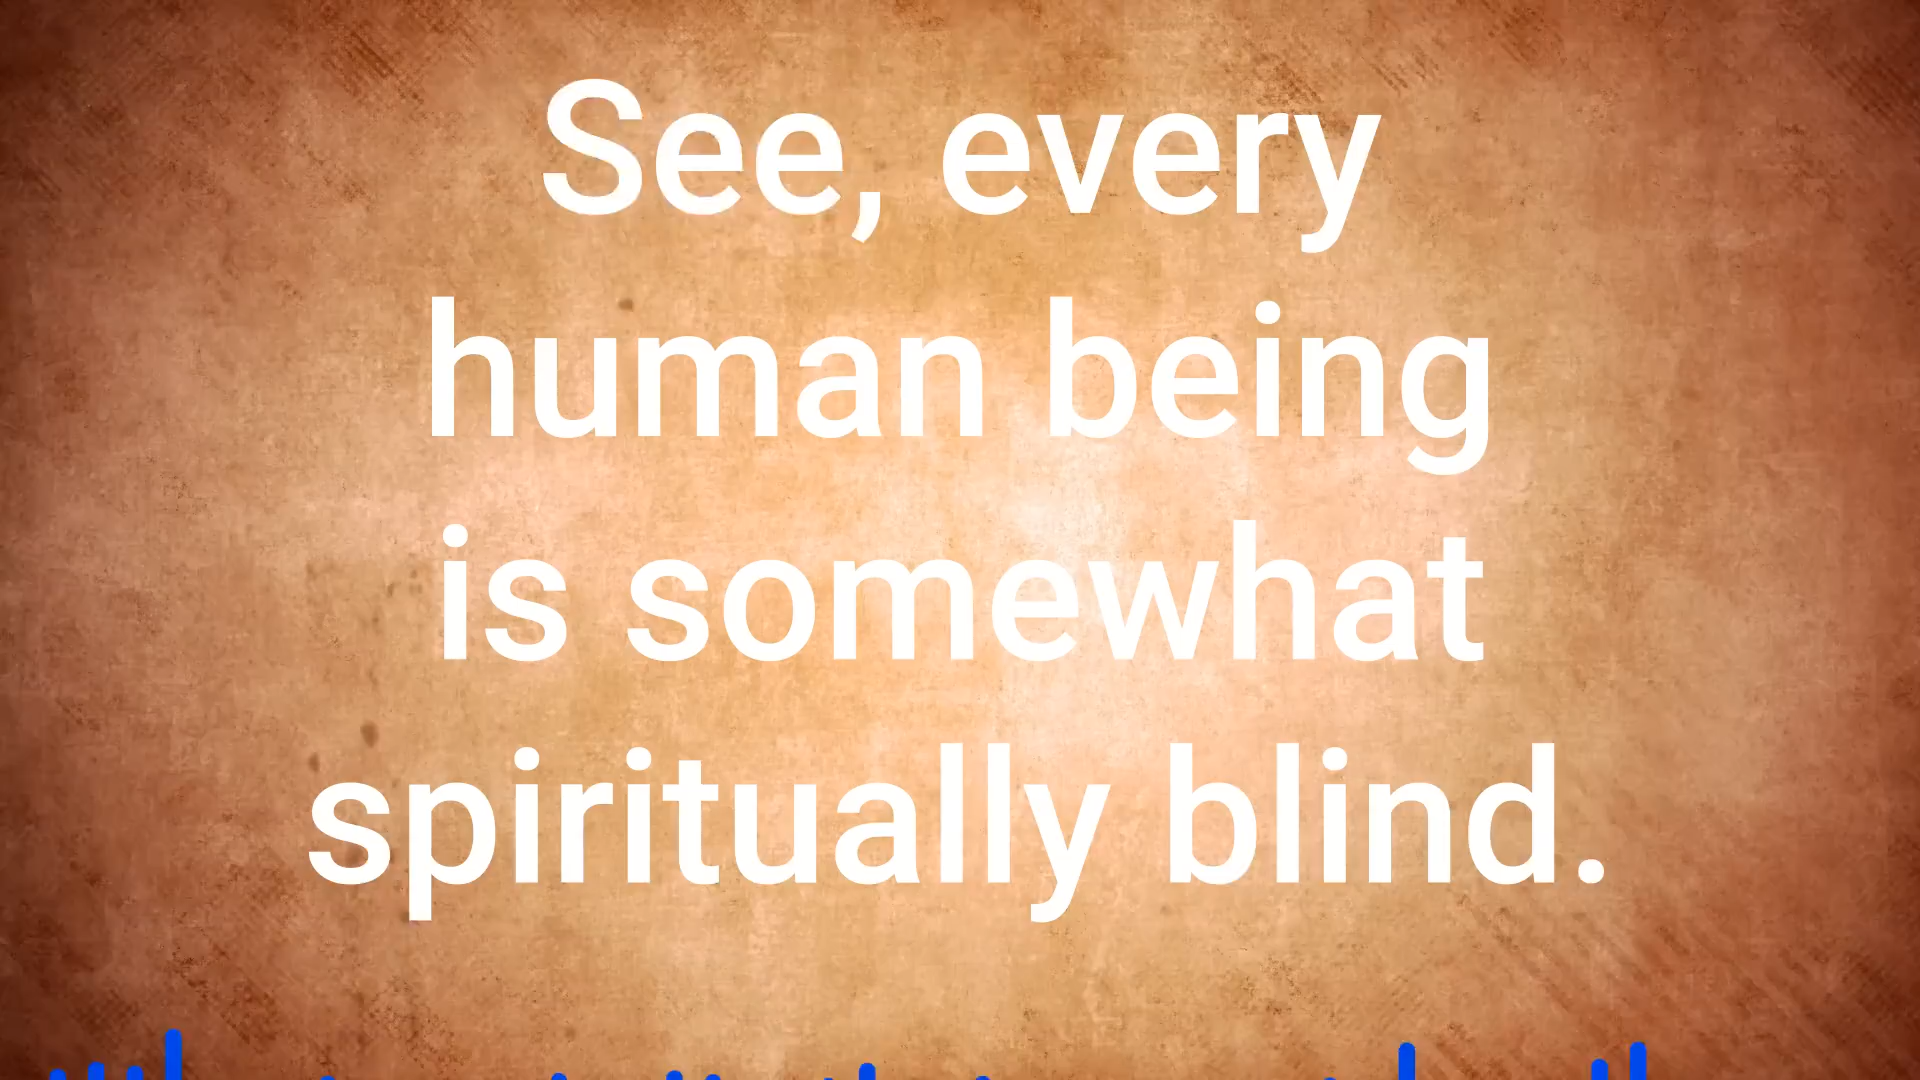 See, every
human being
is somewhat
spiritually blind.